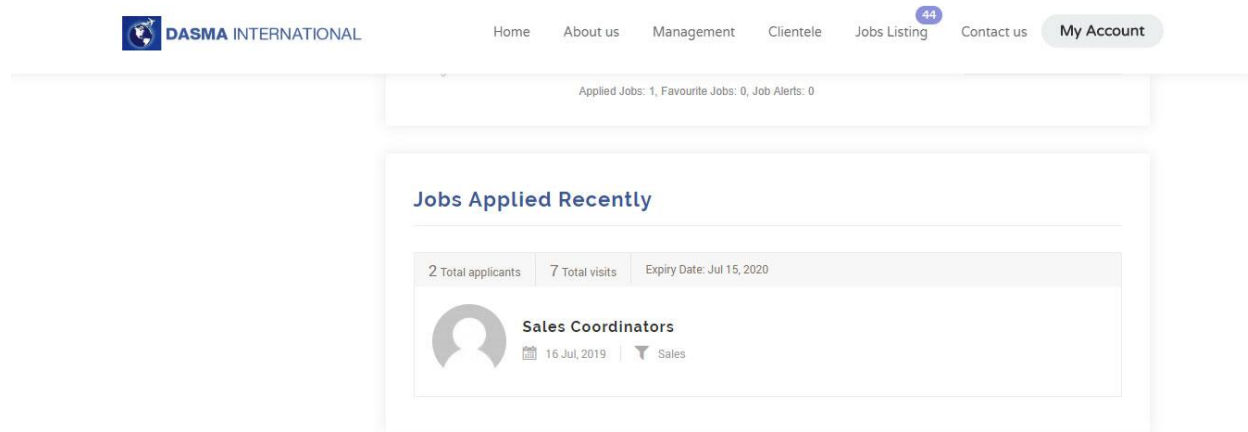 DASMA INTERNATIONAL Home About us Management Clientele Jobs Listing 44 Contact us My Account
Applied Jobs: 1, Favourite Jobs: 0, Job Alerts: 0
Jobs Applied Recently
2 Total applicants 7 Total visits Expiry Date: Jul 15, 2020
Sales Coordinators
16 Jul, 2019 Sales